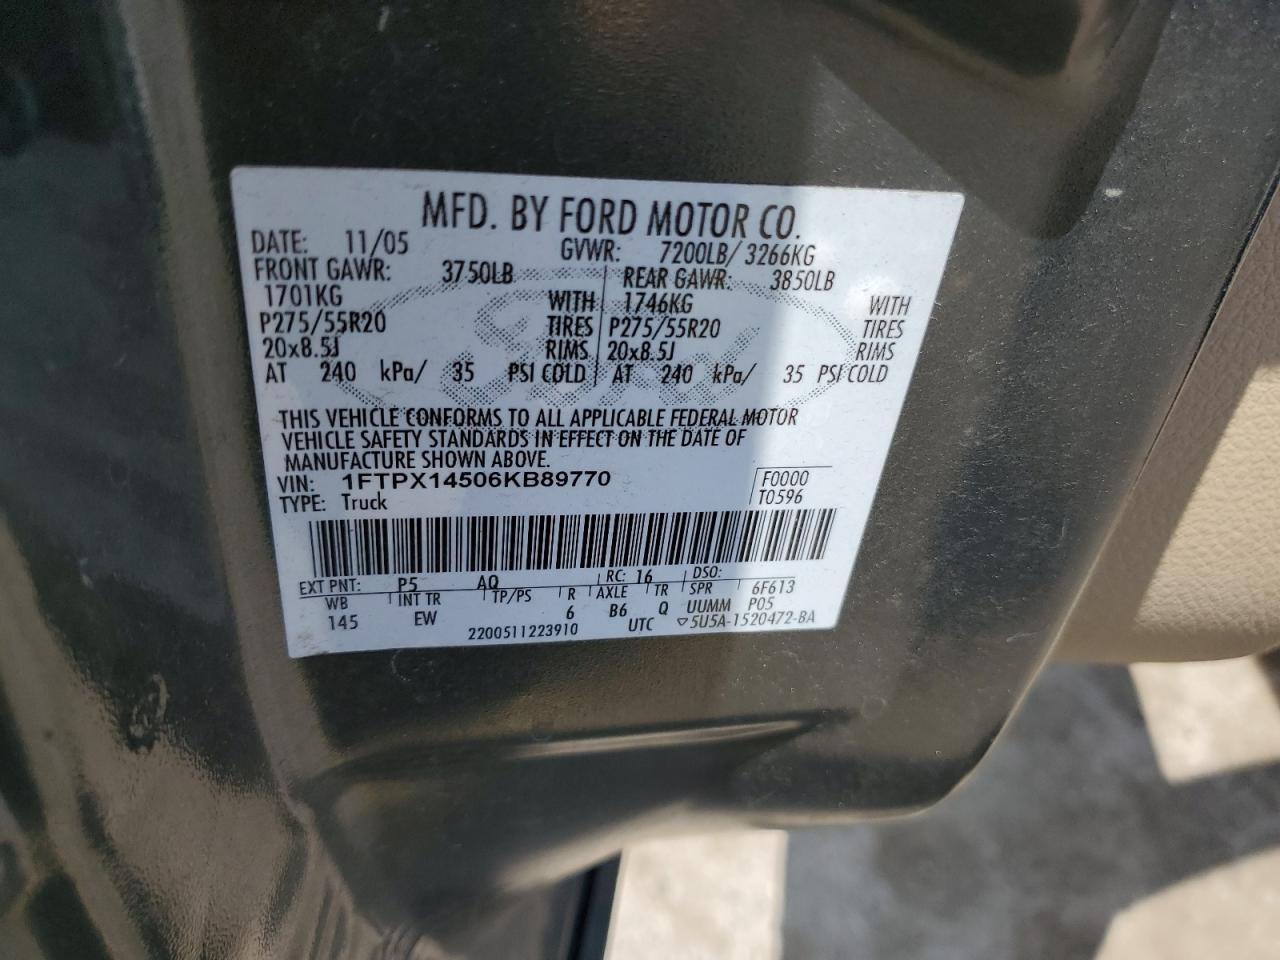 MFD. BY FORD MOTOR CO.
DATE: 11/05 GVWR: 7200LB/ 3266KG
FRONT GAWR: 3750LB REAR GAWR: 3850LB
1701KG WITH 1746KG WITH
P275/55R20 TIRES P275/55R20 TIRES
20x8.5J RIMS 20x8.5J RIMS
AT 240 kPa/ 35 PSI COLD AT 240 kPa/ 35 PSI COLD
THIS VEHICLE CONFORMS TO ALL APPLICABLE FEDERAL MOTOR
VEHICLE SAFETY STANDARDS IN EFFECT ON THE DATE OF
MANUFACTURE SHOWN ABOVE.
VIN: 1FTPX14506KB89770 F0000
TYPE: Truck T0596
EXT PNT: P5 AQ RC: 16 DSO:
WB INT TR TP/PS R AXLE TR SPR 6F613
145 EW 6 B6 Q UUMM P05
2200511223910 UTC ▽5U5A-1520472-BA